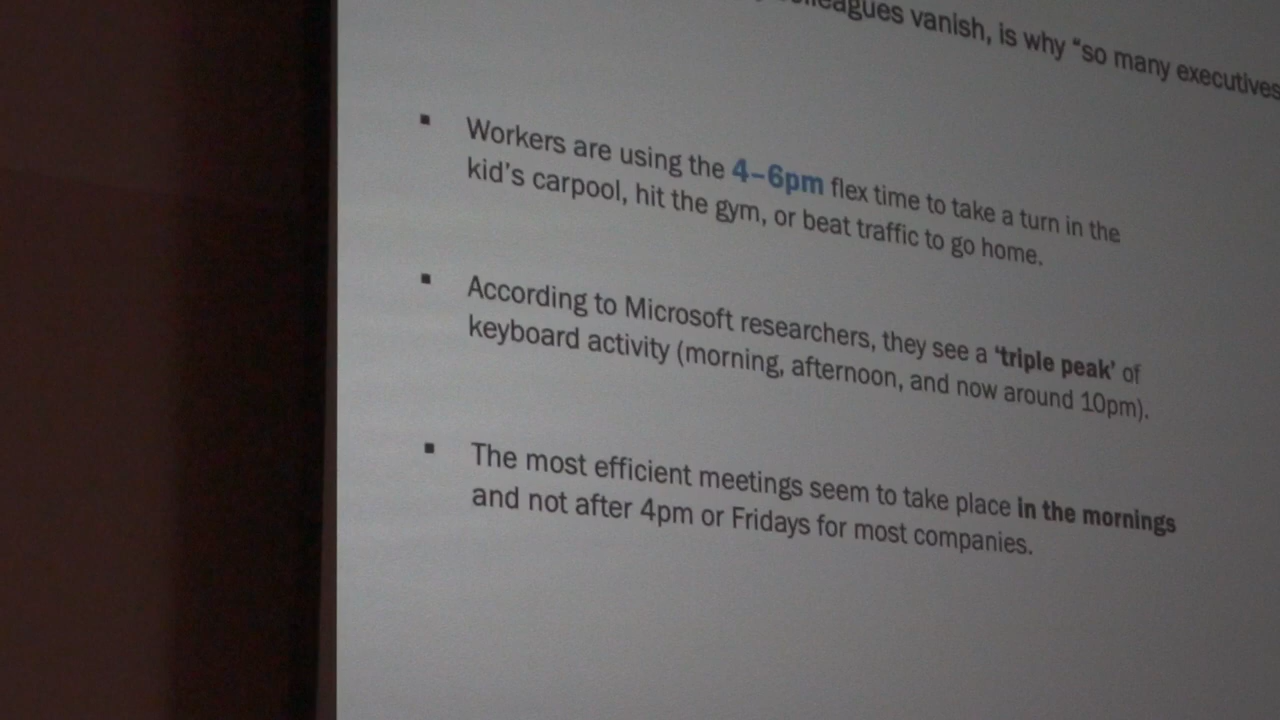 colleagues vanish, is why “so many executives
▪ Workers are using the 4–6pm flex time to take a turn in the
kid’s carpool, hit the gym, or beat traffic to go home.
▪ According to Microsoft researchers, they see a ‘triple peak’ of
keyboard activity (morning, afternoon, and now around 10pm).
▪ The most efficient meetings seem to take place in the mornings
and not after 4pm or Fridays for most companies.